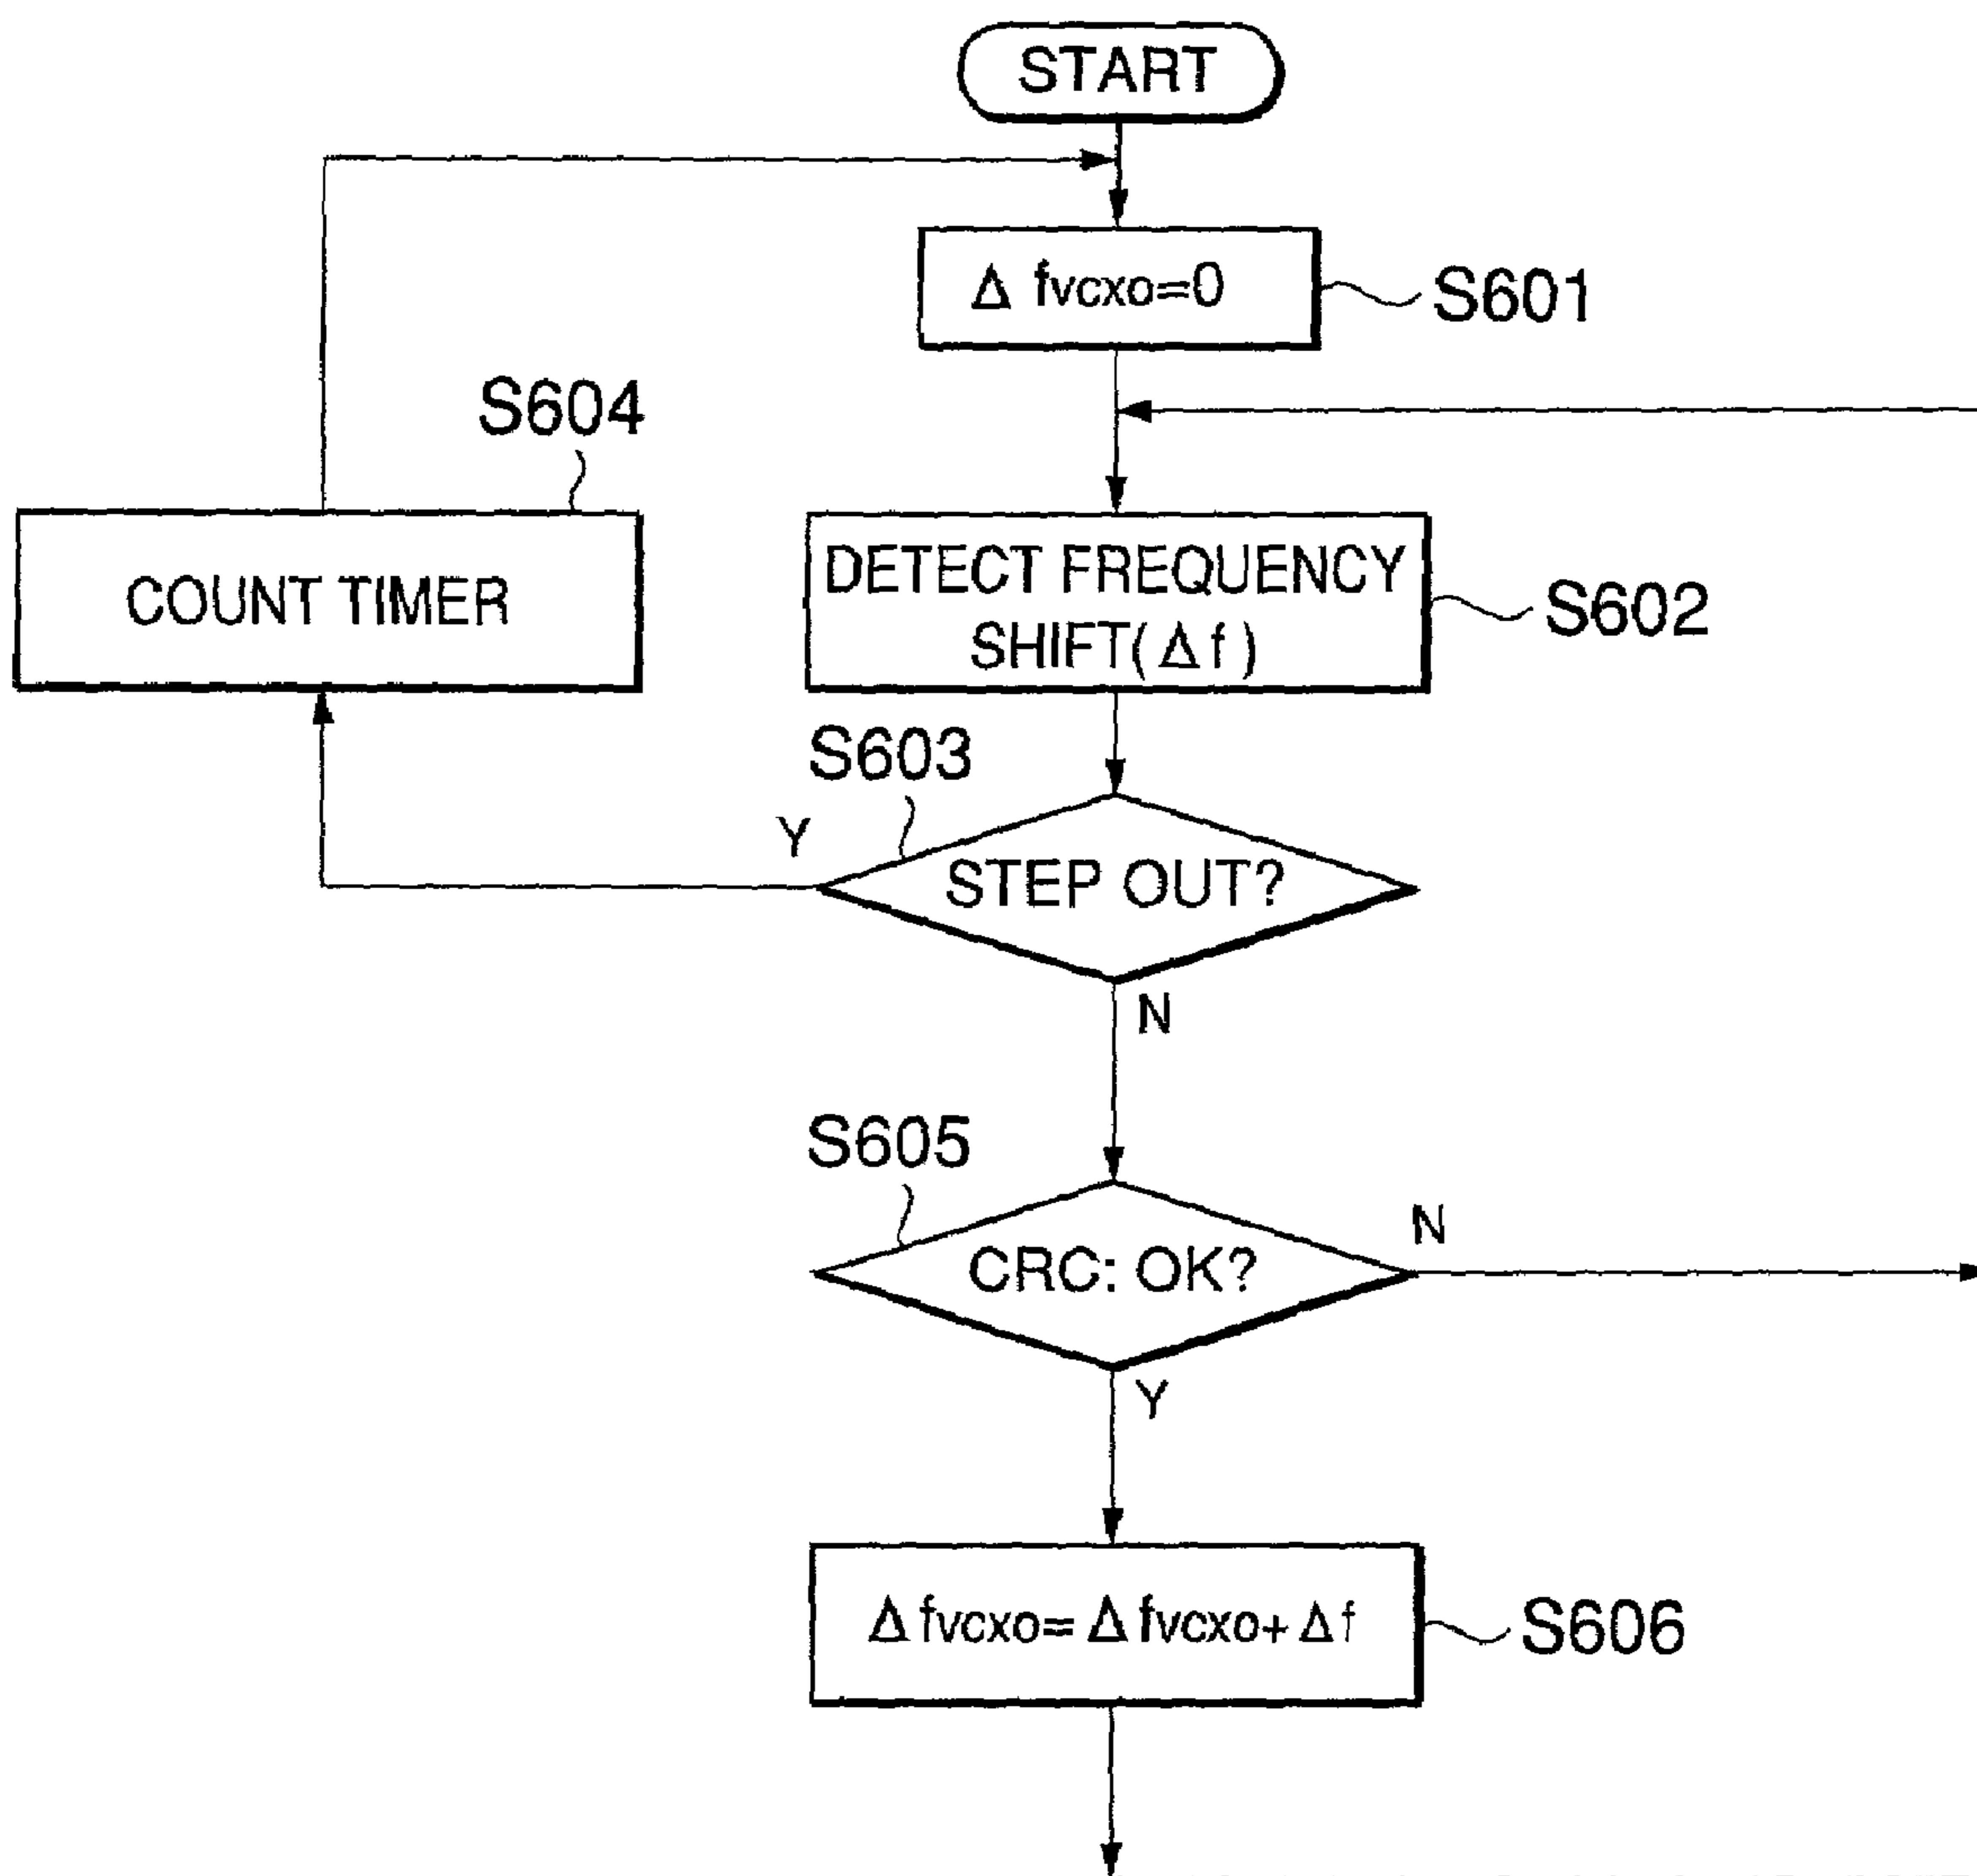 START
Δ fvcxo=0
S601
S604
COUNT TIMER
DETECT FREQUENCY
SHIFT(Δf)
S602
S603
Y
STEP OUT?
N
S605
N
CRC: OK?
Y
Δfvcxo=Δfvcxo+Δf
S606